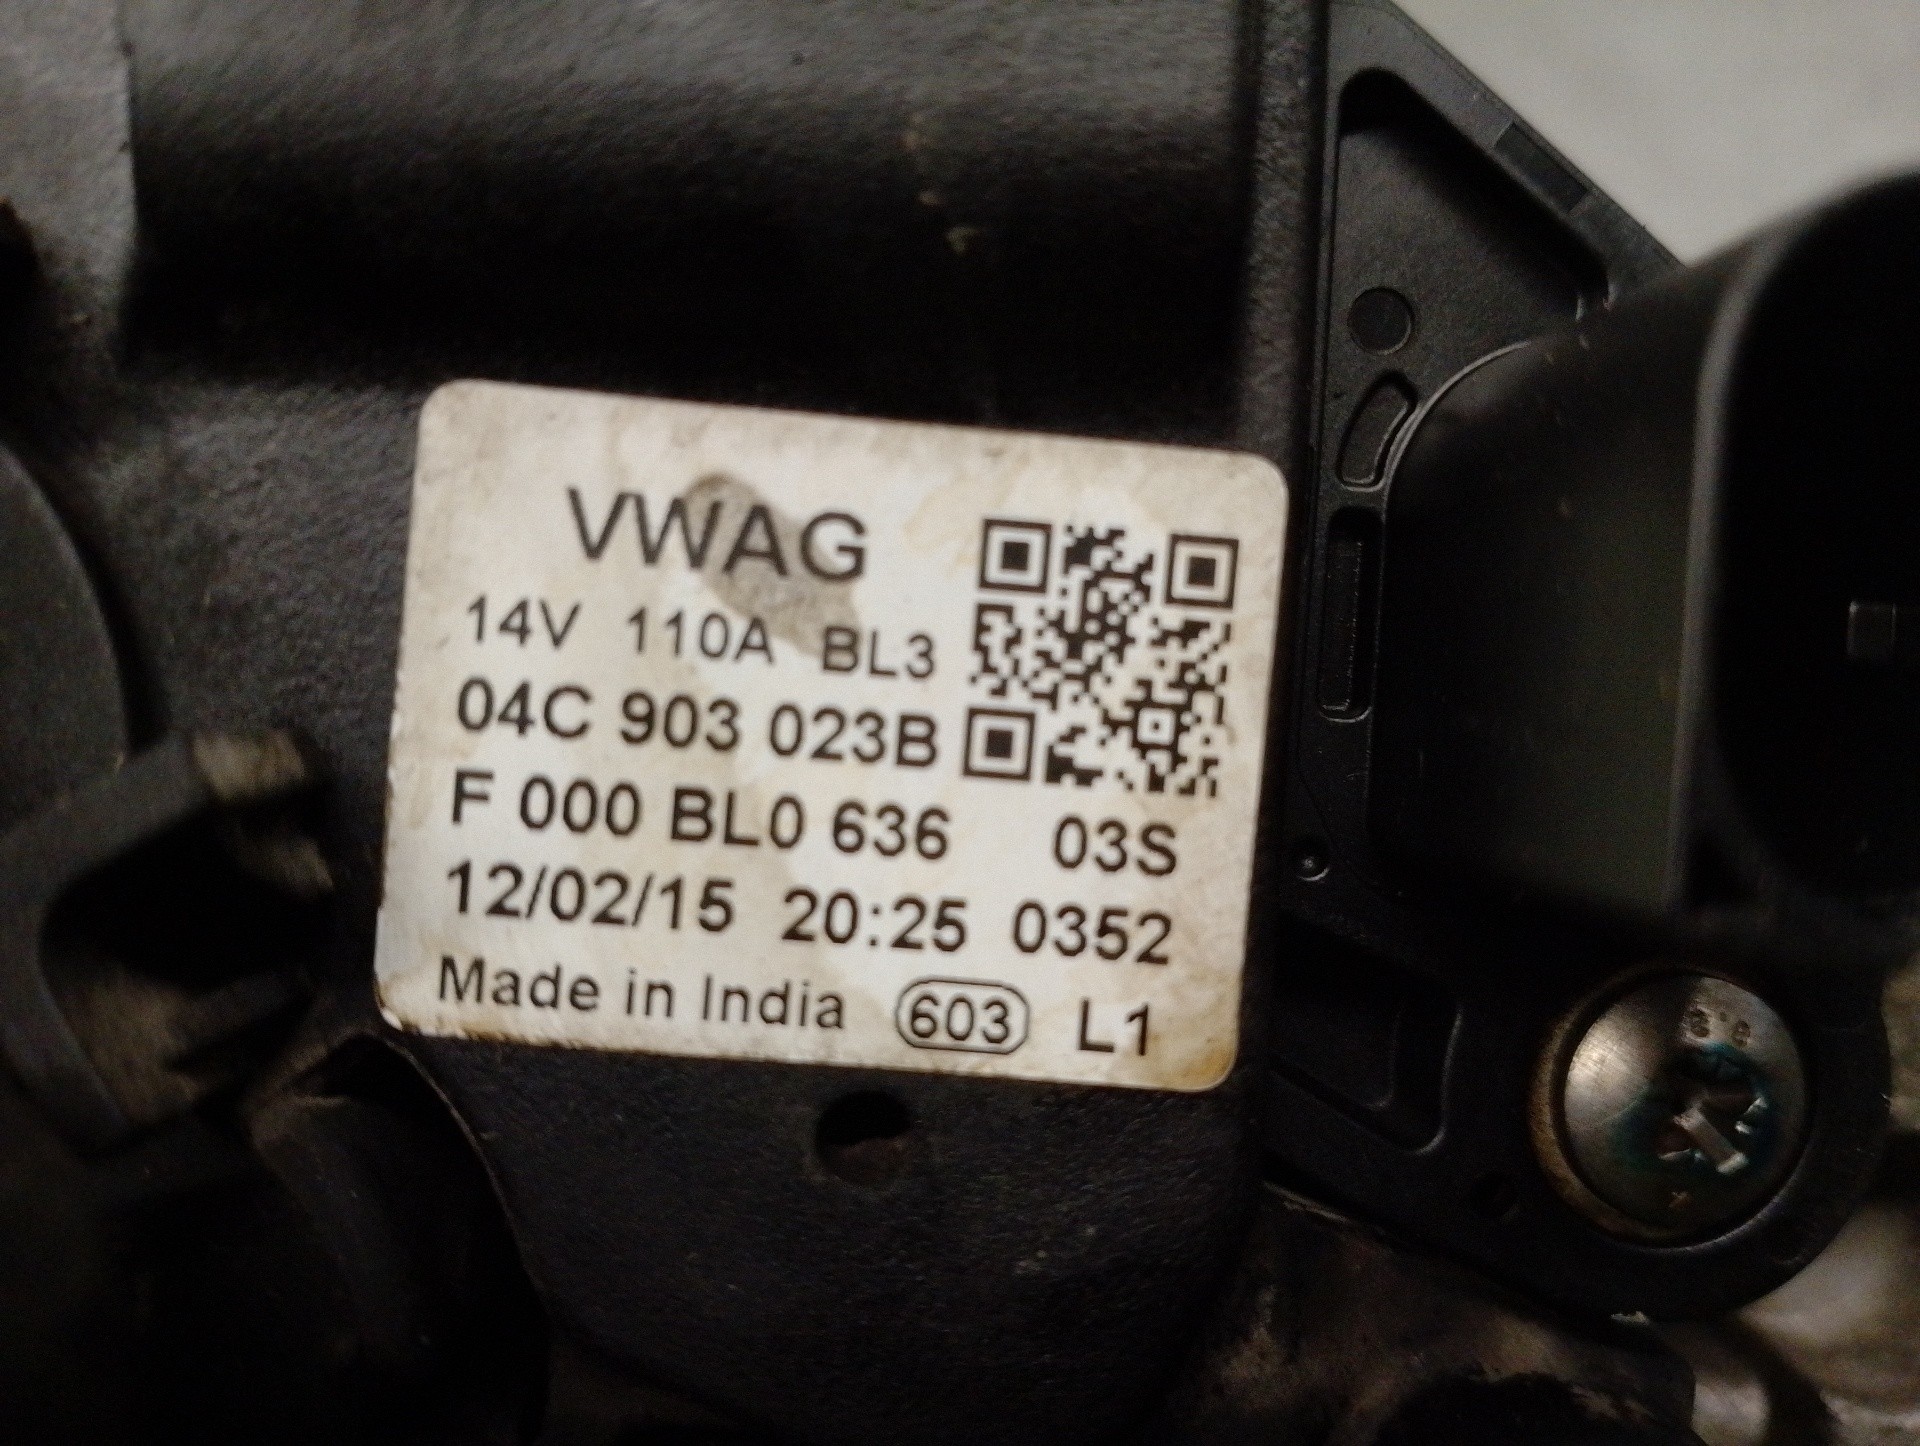 VWAG
14V 110A BL3
04C 903 023B
F 000 BL0 636 03S
12/02/15 20:25 0352
Made in India 603 L1